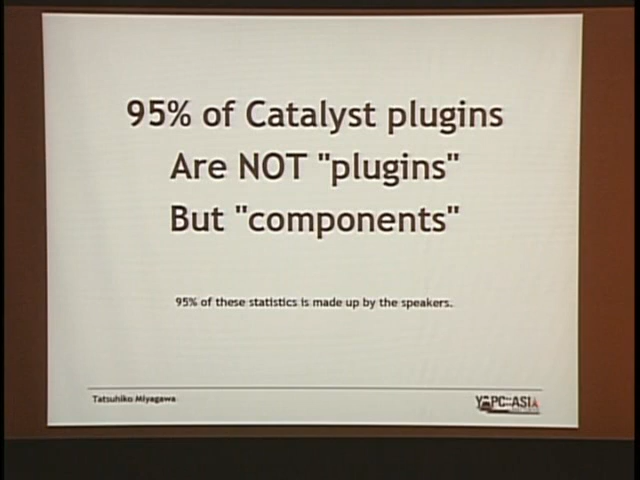 95% of Catalyst plugins
Are NOT "plugins"
But "components"
95% of these statistics is made up by the speakers.
Tatsuhiko Miyagawa
YAPC::ASIA